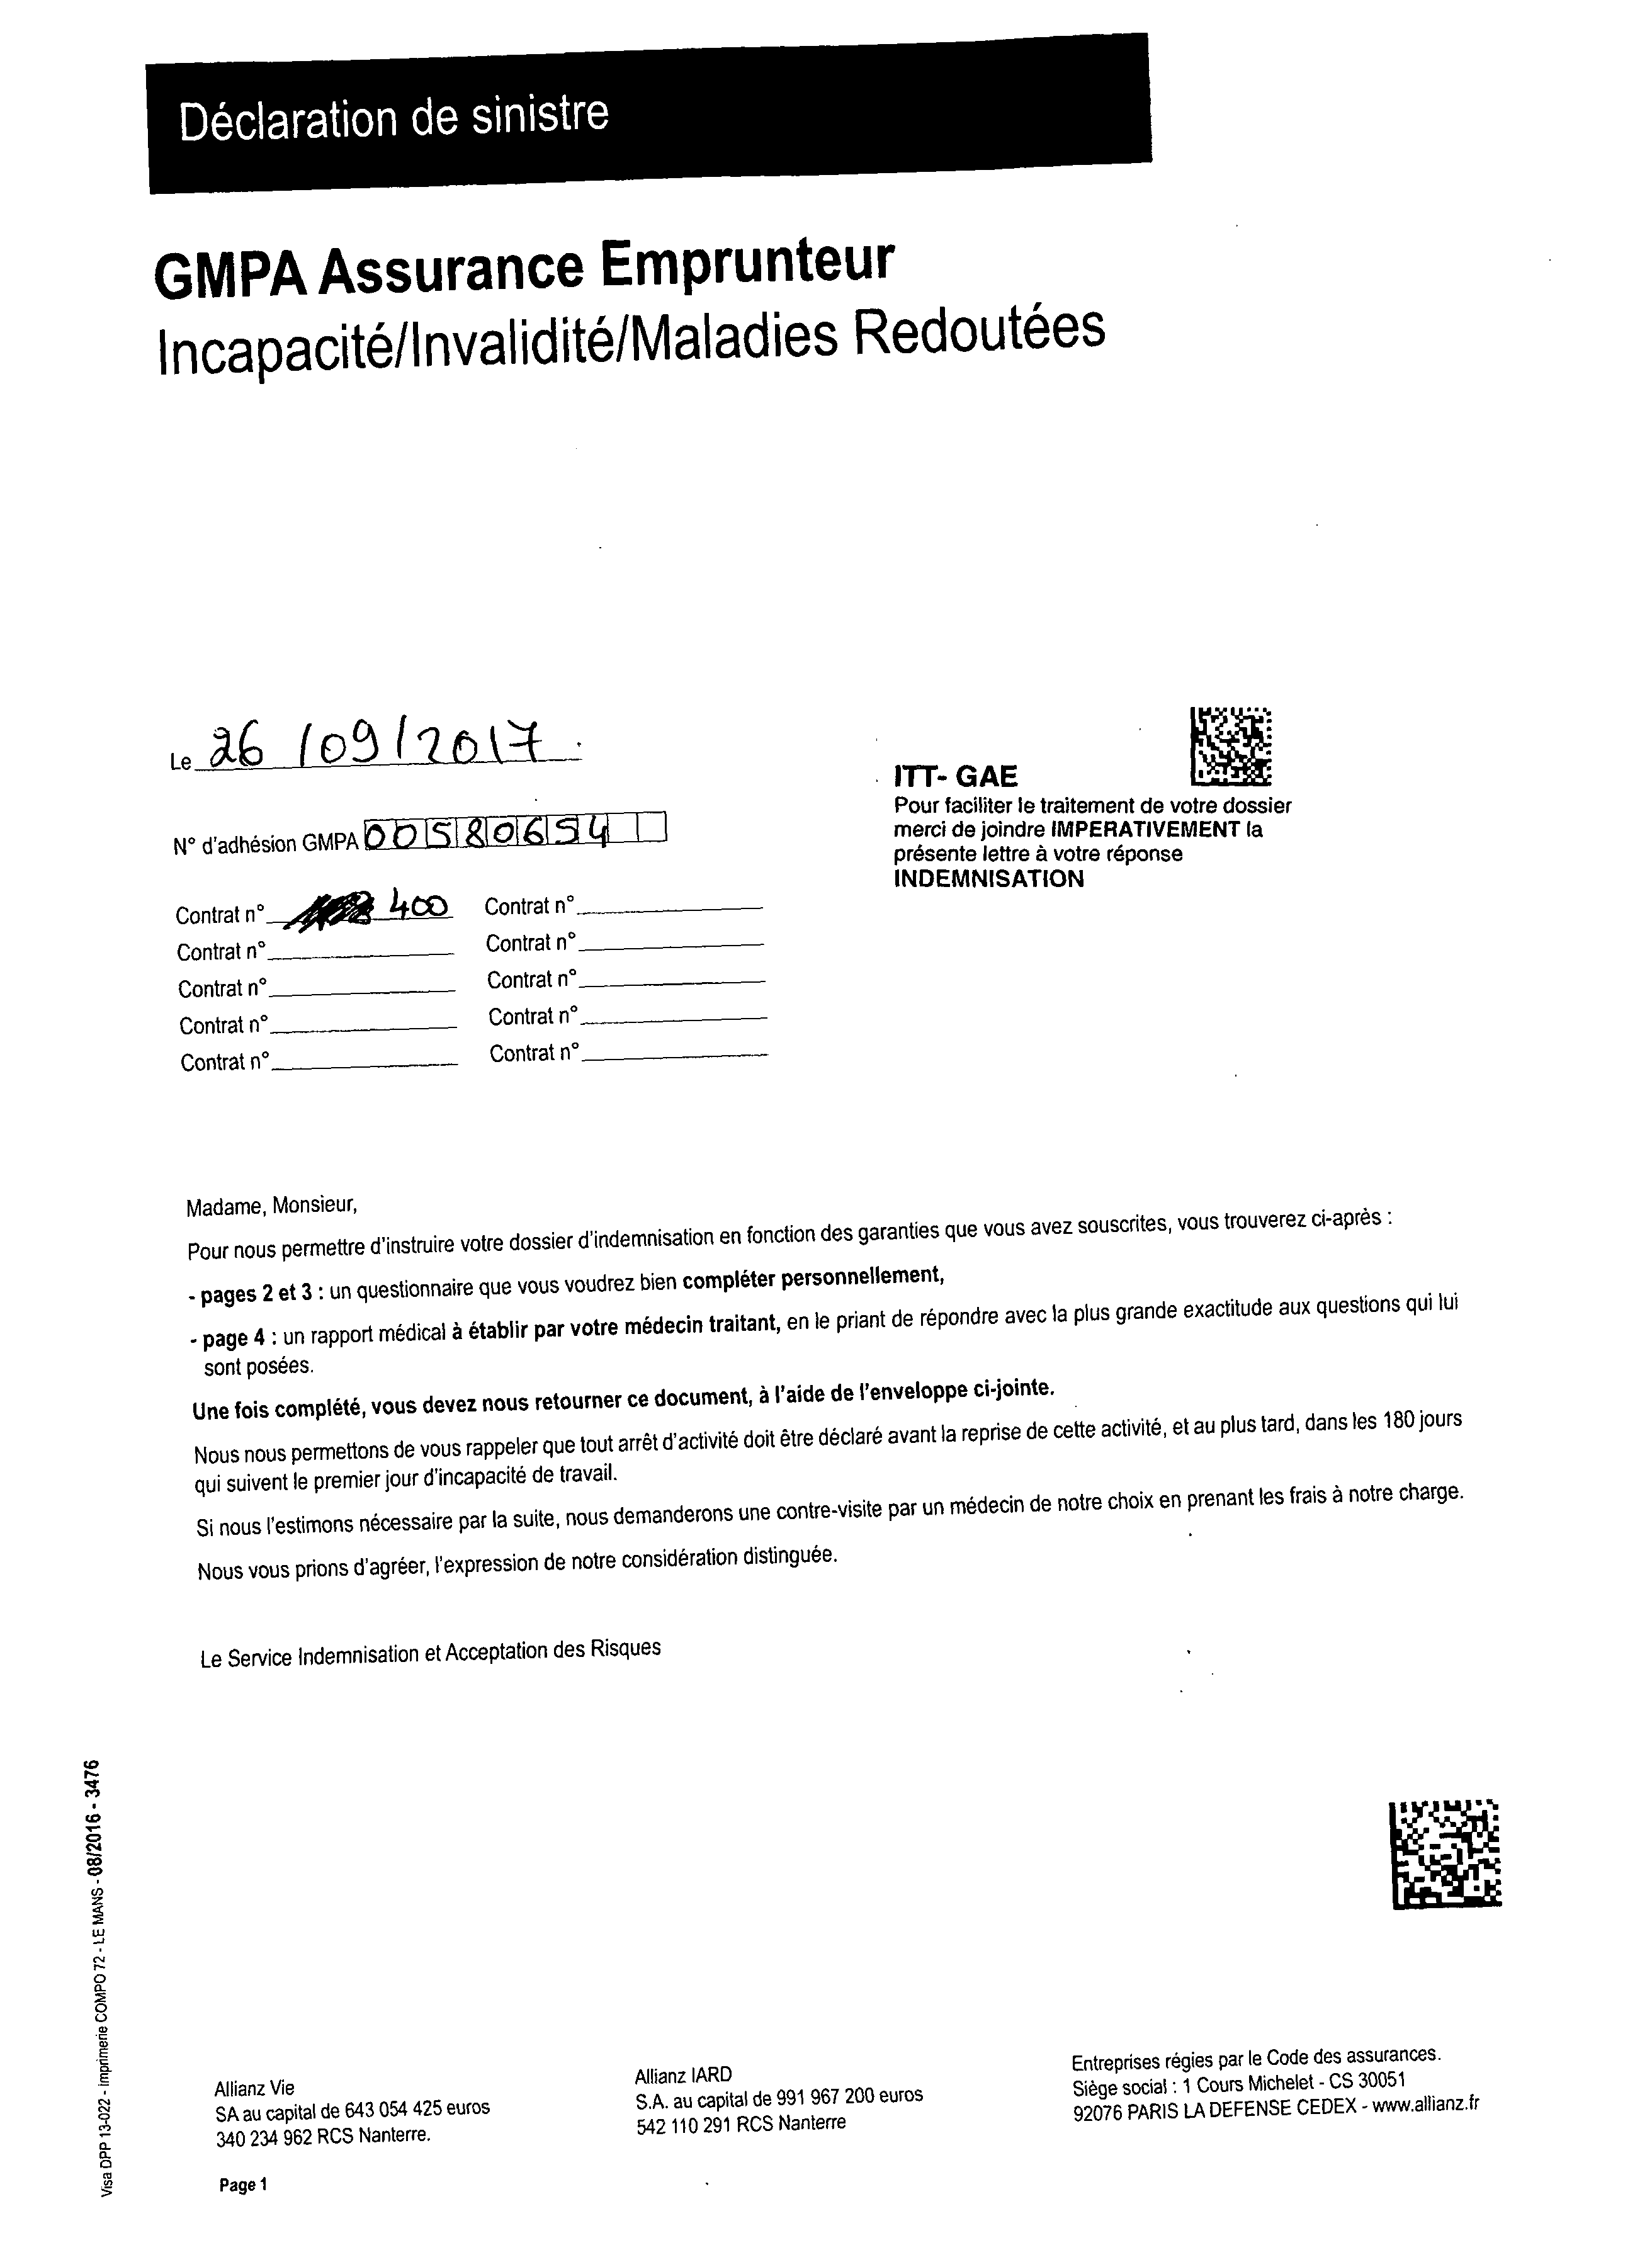 Déclaration de sinistre
GMPA Assurance Emprunteur
Incapacité/Invalidité/Maladies Redoutées
Le 26/09/2017
N° d'adhésion GMPA 00580654
ITT- GAE
Pour faciliter le traitement de votre dossier
merci de joindre IMPERATIVEMENT la
présente lettre à votre réponse
INDEMNISATION
Contrat n° 400 Contrat n°
Contrat n° Contrat n°
Contrat n° Contrat n°
Contrat n° Contrat n°
Contrat n° Contrat n°
Madame, Monsieur,
Pour nous permettre d'instruire votre dossier d'indemnisation en fonction des garanties que vous avez souscrites, vous trouverez ci-après :
- pages 2 et 3 : un questionnaire que vous voudrez bien compléter personnellement,
- page 4 : un rapport médical à établir par votre médecin traitant, en le priant de répondre avec la plus grande exactitude aux questions qui lui
sont posées.
Une fois complété, vous devez nous retourner ce document, à l'aide de l'enveloppe ci-jointe.
Nous nous permettons de vous rappeler que tout arrêt d'activité doit être déclaré avant la reprise de cette activité, et au plus tard, dans les 180 jours
qui suivent le premier jour d'incapacité de travail.
Si nous l'estimons nécessaire par la suite, nous demanderons une contre-visite par un médecin de notre choix en prenant les frais à notre charge.
Nous vous prions d'agréer, l'expression de notre considération distinguée.
Le Service Indemnisation et Acceptation des Risques
Visa DPP 13-022 - imprimerie COMPO 72 - LE MANS - 08/2016 - 3476
Allianz Vie
SA au capital de 643 054 425 euros
340 234 962 RCS Nanterre.
Allianz IARD
S.A. au capital de 991 967 200 euros
542 110 291 RCS Nanterre
Entreprises régies par le Code des assurances.
Siège social : 1 Cours Michelet - CS 30051
92076 PARIS LA DEFENSE CEDEX - www.allianz.fr
Page 1